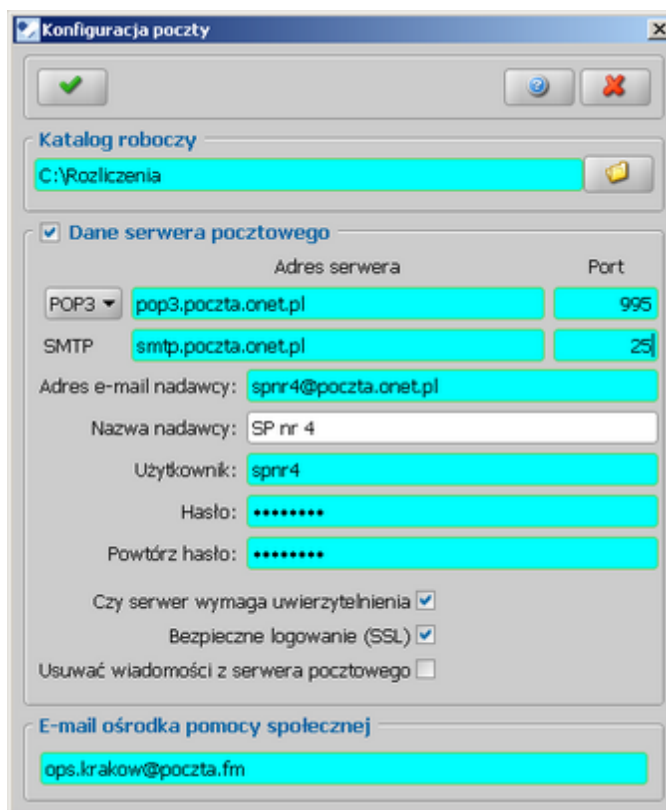 Konfiguracja poczty
Katalog roboczy
C:\Rozliczenia
Dane serwera pocztowego
Adres serwera Port
POP3 pop3.poczta.onet.pl 995
SMTP smtp.poczta.onet.pl 25
Adres e-mail nadawcy: spnr4@poczta.onet.pl
Nazwa nadawcy: SP nr 4
Użytkownik: spnr4
Hasło: ••••••••
Powtórz hasło: ••••••••
Czy serwer wymaga uwierzytelnienia
Bezpieczne logowanie (SSL)
Usuwać wiadomości z serwera pocztowego
E-mail ośrodka pomocy społecznej
ops.krakow@poczta.fm